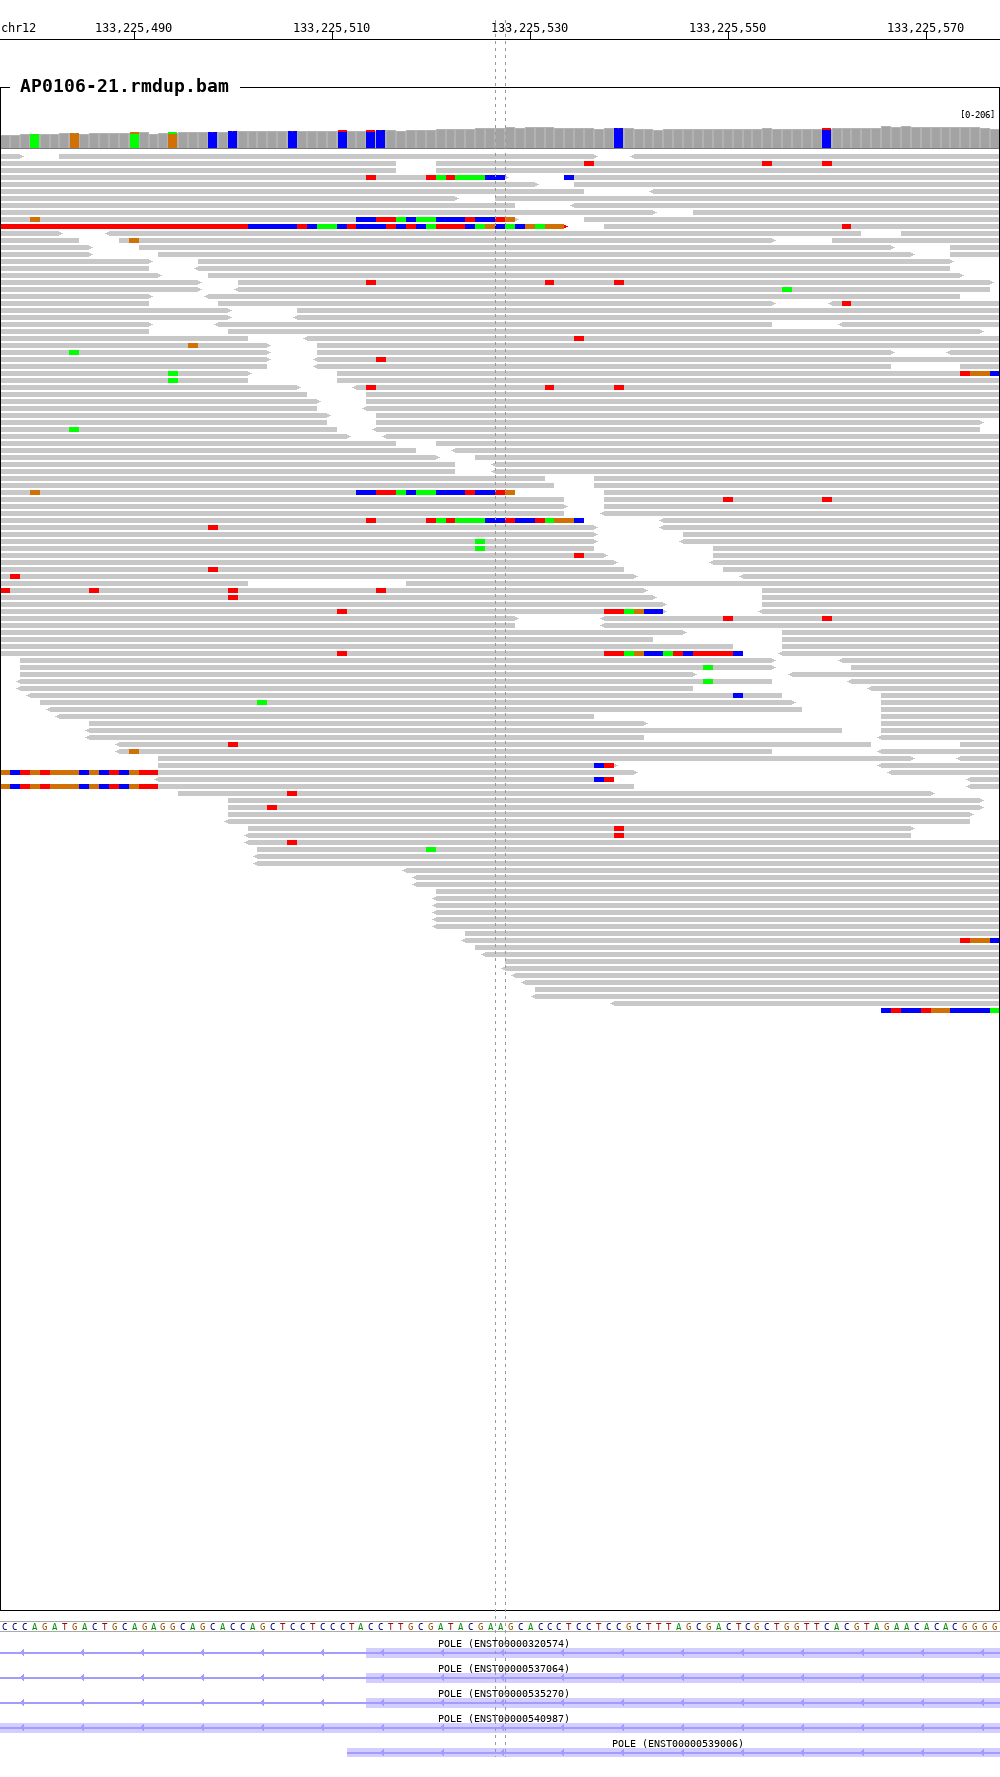 chr12 133,225,490 133,225,510 133,225,530 133,225,550 133,225,570
AP0106-21.rmdup.bam
[0-206]
CCCAGATGACTGCAGAGGCAGCACCAGCTCCTCCCTACCTTGCGATACGAAGCACCCTCCTCCGCTTTAGCGACTCGCTGGTTCACGTAGAACACACGGGG
POLE (ENST00000320574)
POLE (ENST00000537064)
POLE (ENST00000535270)
POLE (ENST00000540987)
POLE (ENST00000539006)